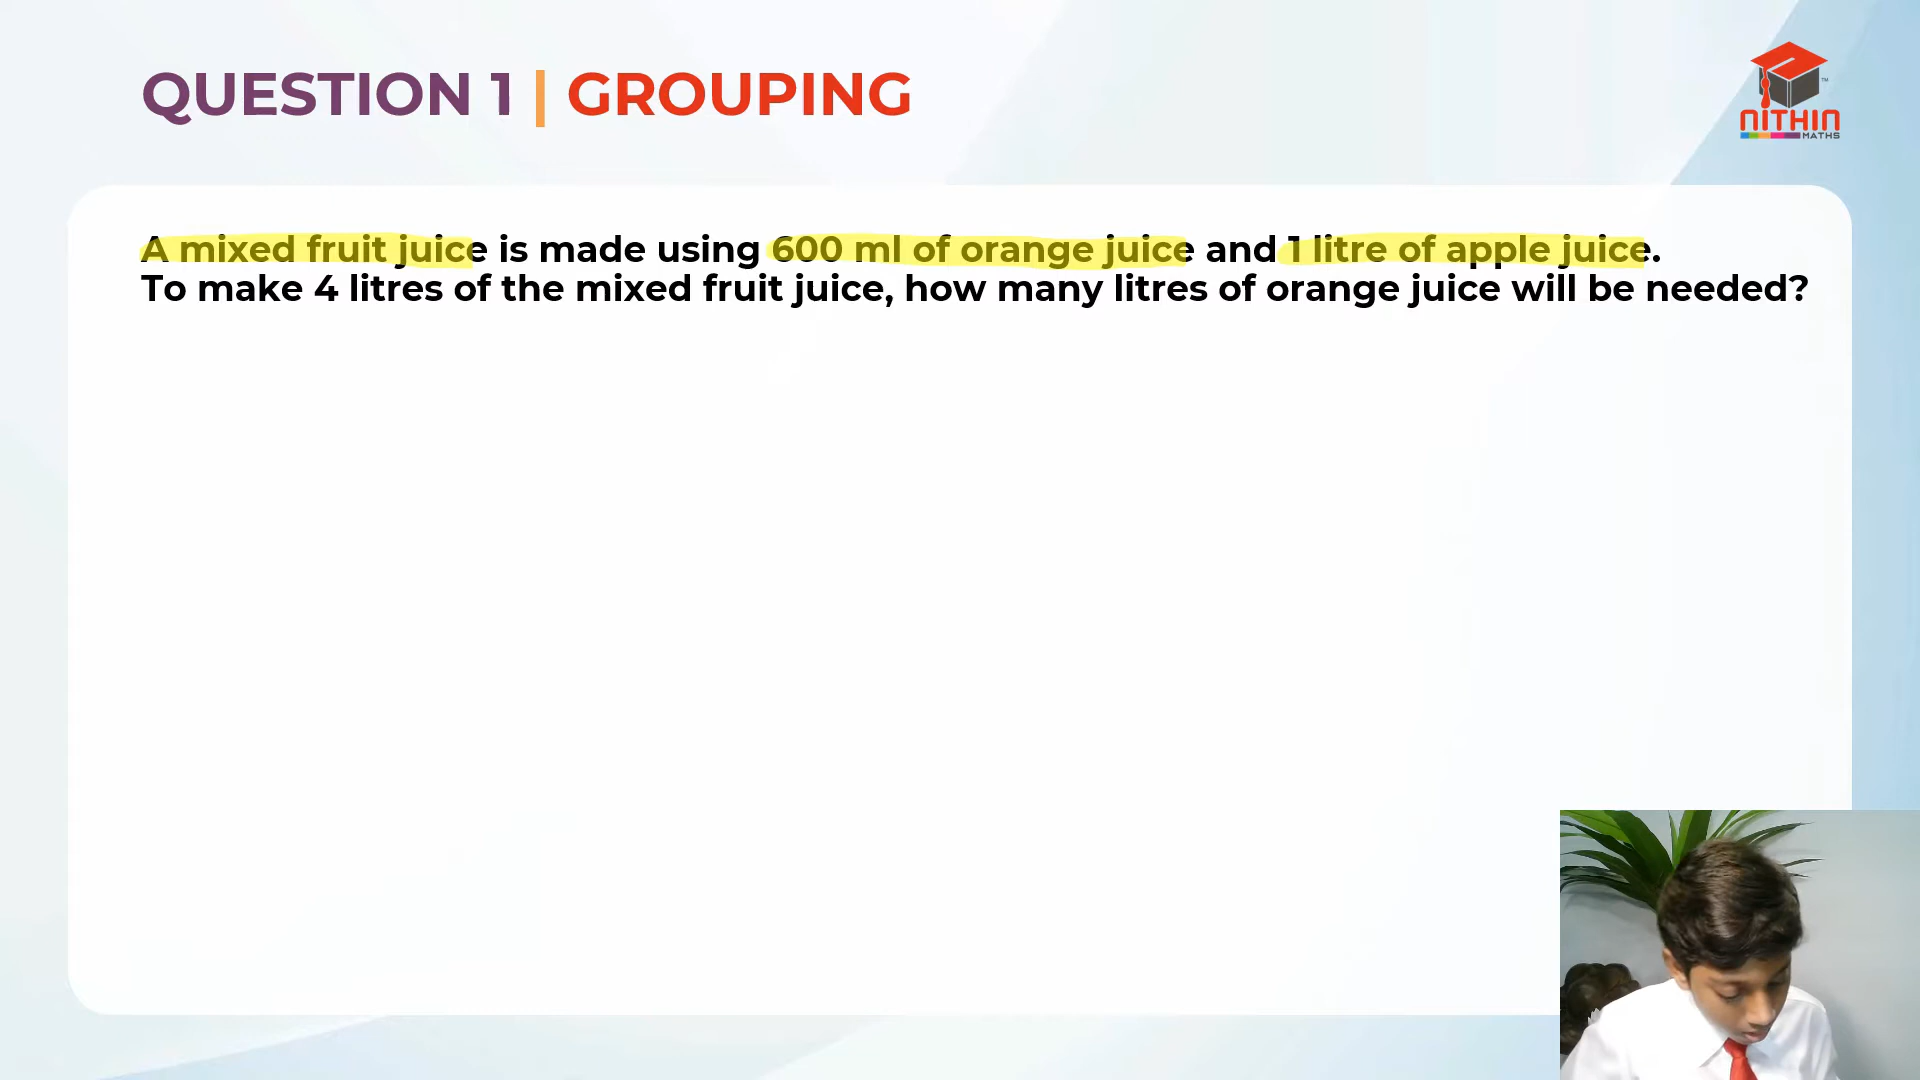 QUESTION 1 | GROUPING
NITHIN
MATHS
TM
A mixed fruit juice is made using 600 ml of orange juice and 1 litre of apple juice.
To make 4 litres of the mixed fruit juice, how many litres of orange juice will be needed?